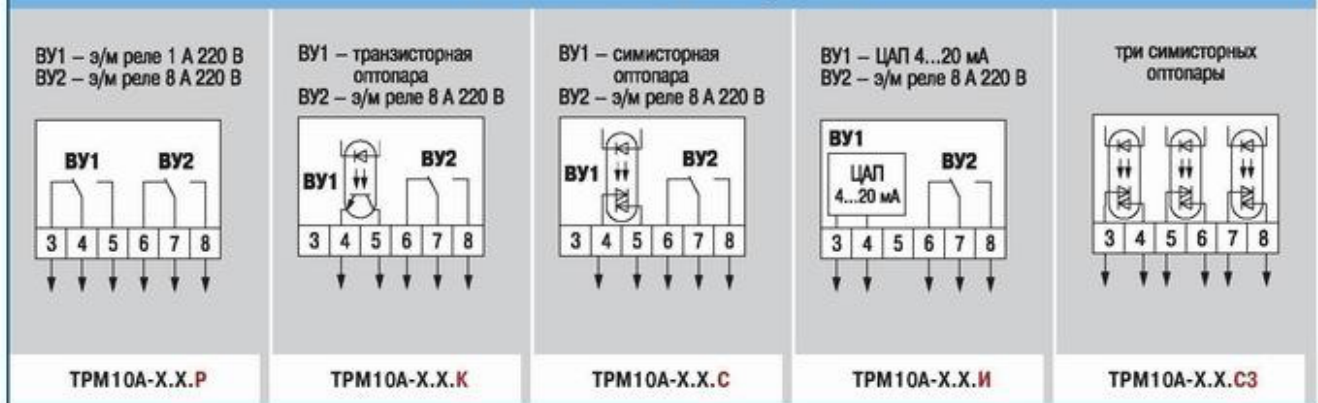 ВУ1 – э/м реле 1 А 220 В
ВУ2 – э/м реле 8 А 220 В
ВУ1 ВУ2
3 4 5 6 7 8
ТРМ10А-Х.Х.Р
ВУ1 – транзисторная
оптопара
ВУ2 – э/м реле 8 А 220 В
ВУ2
ВУ1
3 4 5 6 7 8
ТРМ10А-Х.Х.К
ВУ1 – симисторная
оптопара
ВУ2 – э/м реле 8 А 220 В
ВУ2
ВУ1
3 4 5 6 7 8
ТРМ10А-Х.Х.С
ВУ1 – ЦАП 4...20 мА
ВУ2 – э/м реле 8 А 220 В
ВУ1
ВУ2
ЦАП
4...20 мА
3 4 5 6 7 8
ТРМ10А-Х.Х.И
три симисторных
оптопары
3 4 5 6 7 8
ТРМ10А-Х.Х.С3